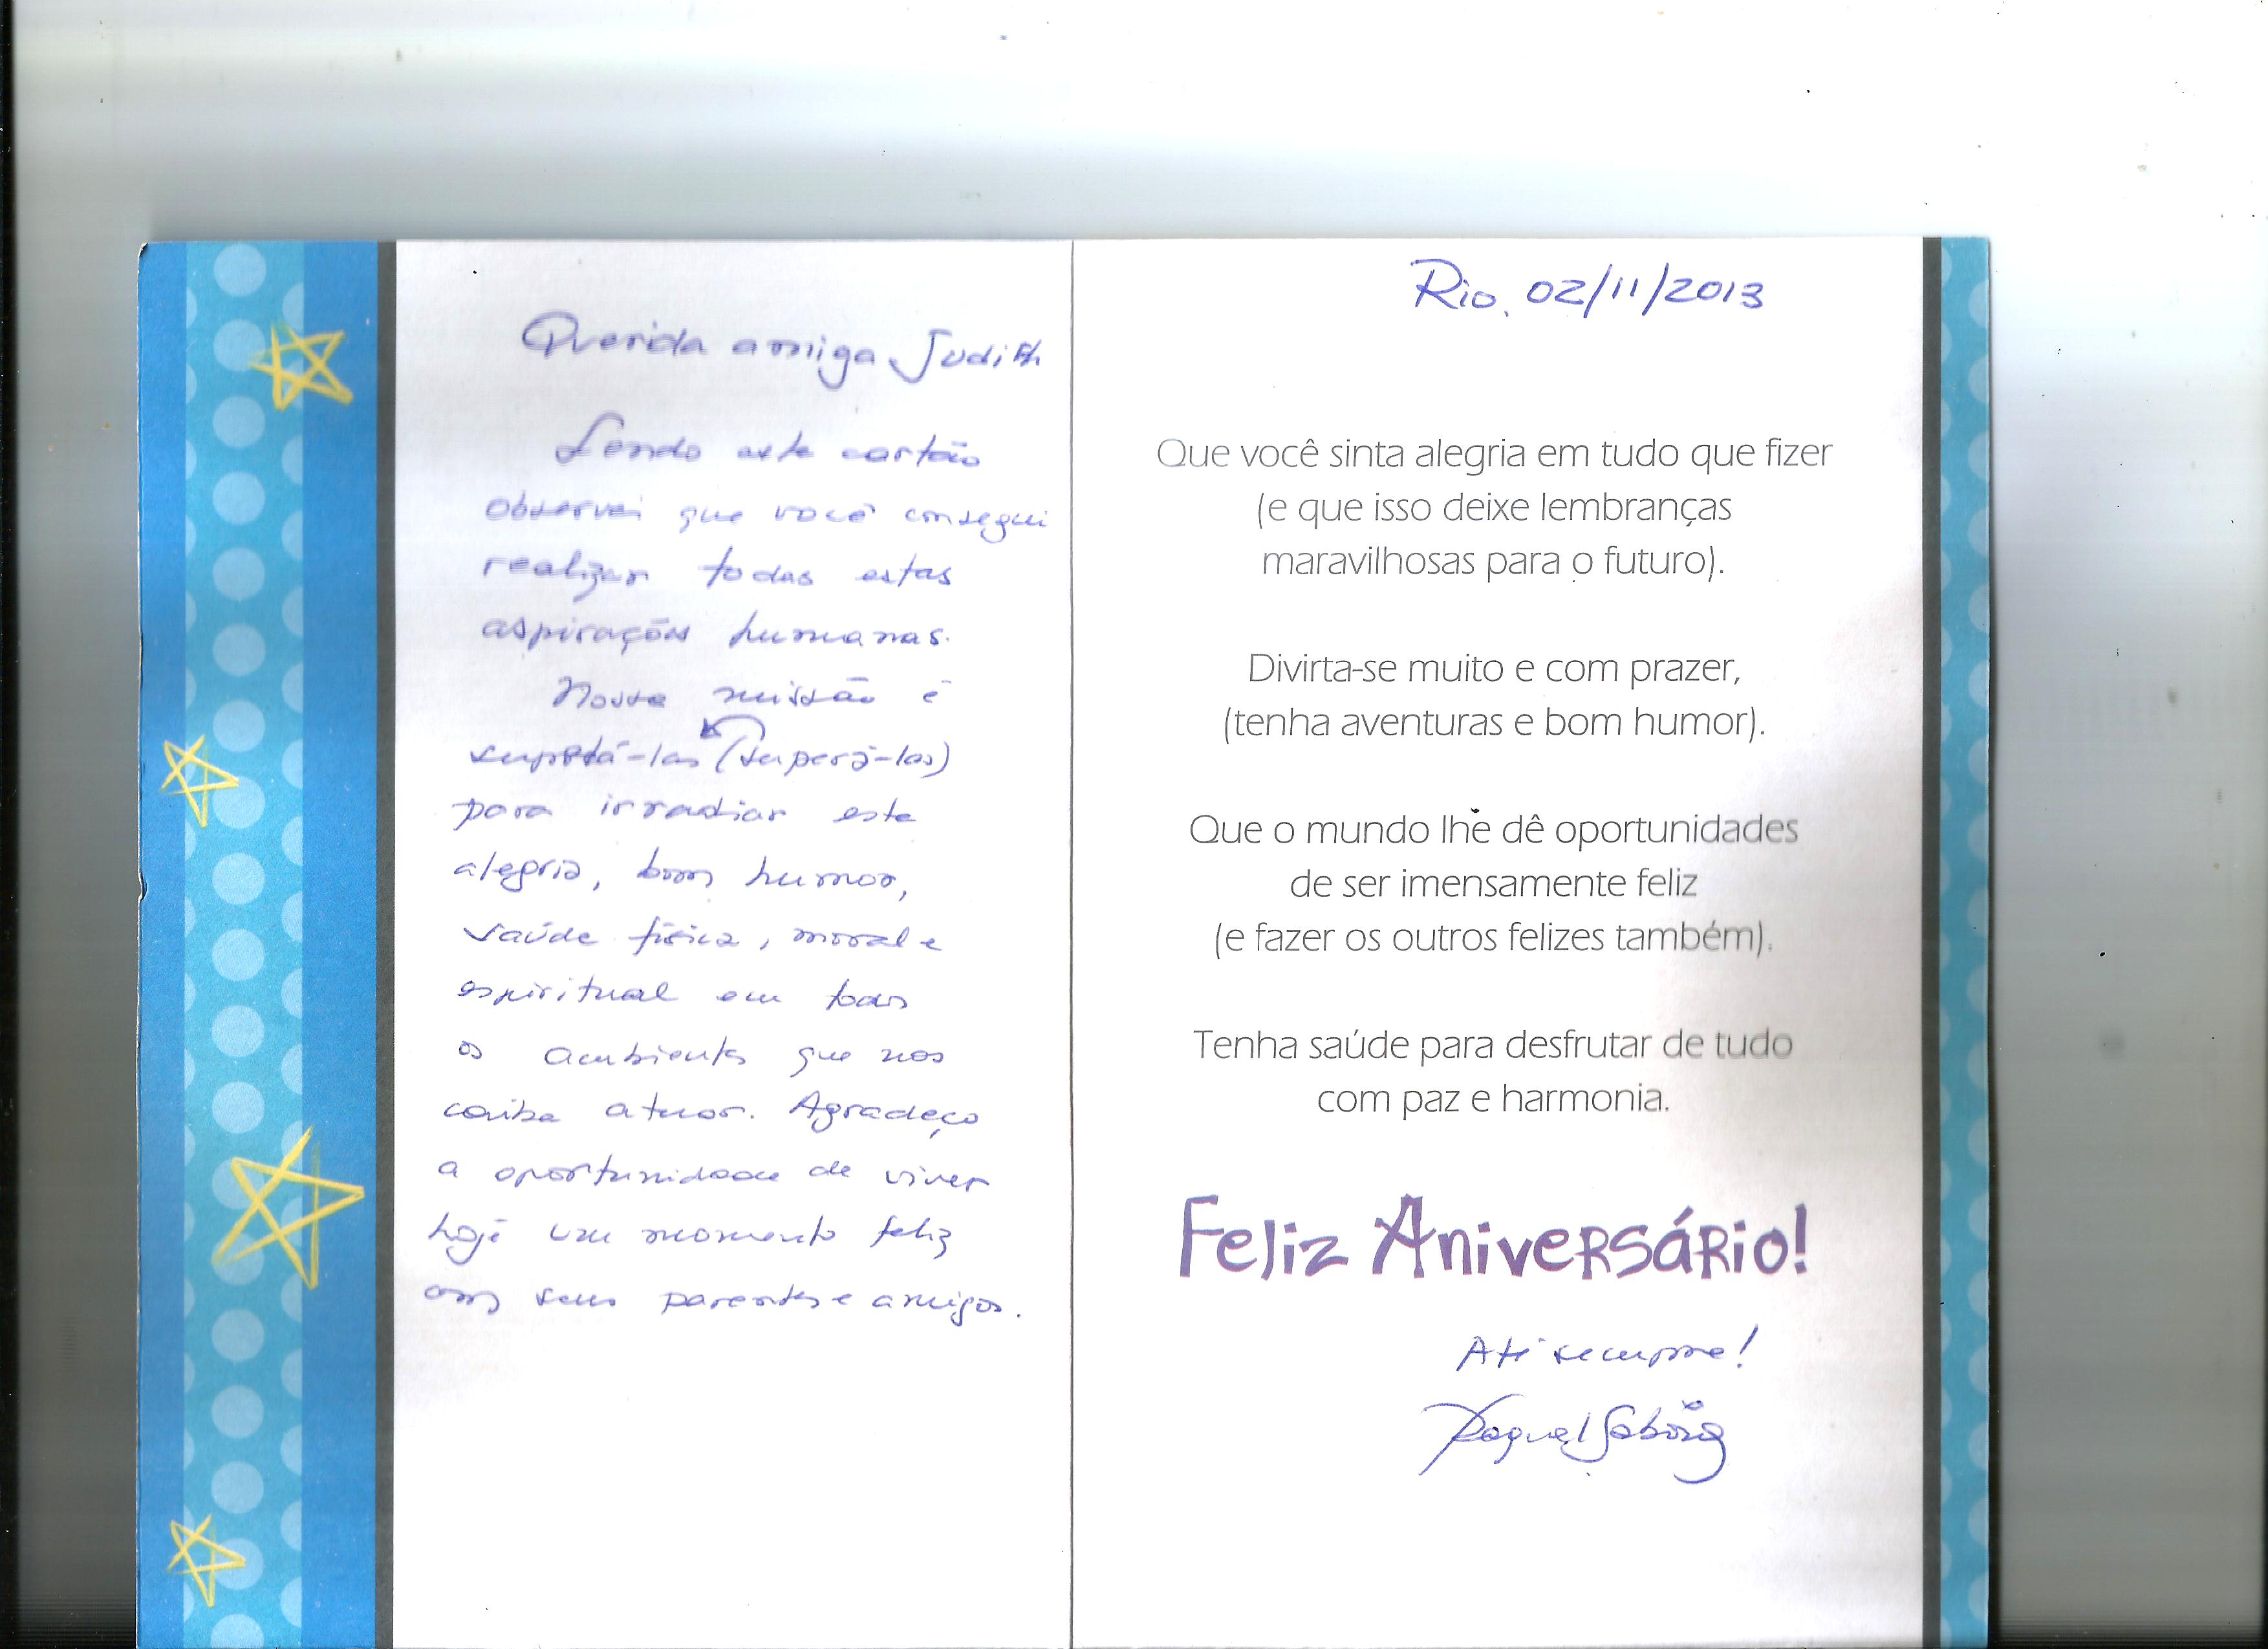 Querida amiga Judith
Lendo este cartão
observei que você consegui
realizar todas estas
aspirações humanas.
Nossa missão é
(superá-las)
para irradiar esta
alegria, bom humor,
saúde física, moral e
espiritual em todos
os ambientes que nos
caiba atuar. Agradeço
a oportunidade de viver
hoje um momento feliz
com seus parentes e amigos.
Rio, 02/11/2013
Que você sinta alegria em tudo que fizer
(e que isso deixe lembranças
maravilhosas para o futuro).
Divirta-se muito e com prazer,
(tenha aventuras e bom humor).
Que o mundo lhe dê oportunidades
de ser imensamente feliz
(e fazer os outros felizes também).
Tenha saúde para desfrutar de tudo
com paz e harmonia.
Feliz Aniversário!
Até sempre!
Raquel